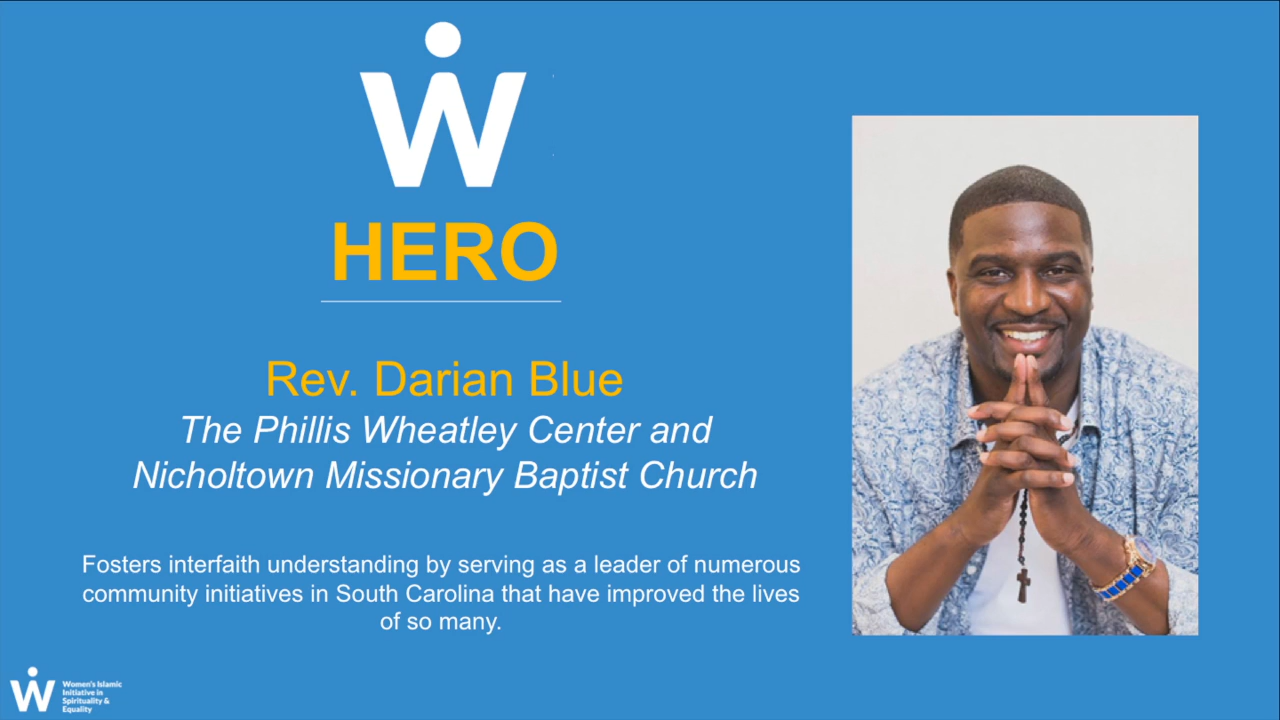 W
HERO
Rev. Darian Blue
The Phillis Wheatley Center and
Nicholtown Missionary Baptist Church
Fosters interfaith understanding by serving as a leader of numerous
community initiatives in South Carolina that have improved the lives
of so many.
W
Women's Islamic
Initiative in
Spirituality &
Equality